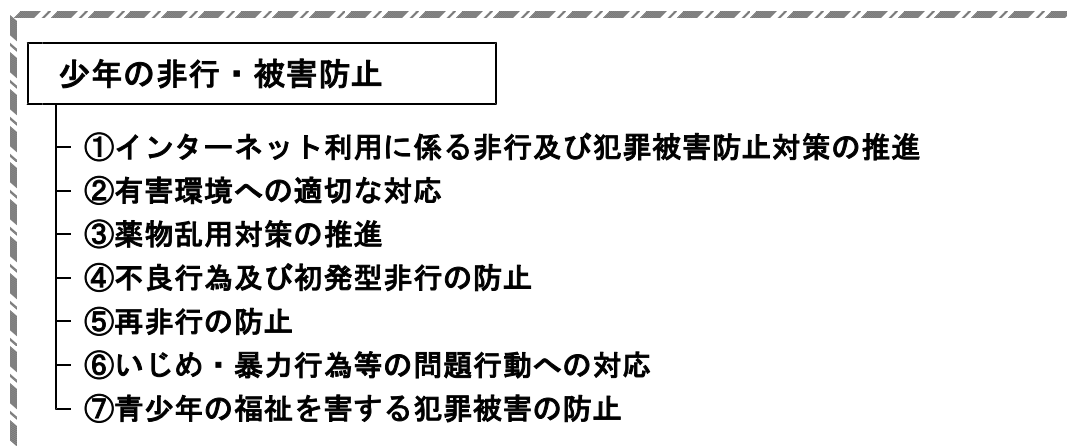 少年の非行・被害防止
①インターネット利用に係る非行及び犯罪被害防止対策の推進
②有害環境への適切な対応
③薬物乱用対策の推進
④不良行為及び初発型非行の防止
⑤再非行の防止
⑥いじめ・暴力行為等の問題行動への対応
⑦青少年の福祉を害する犯罪被害の防止